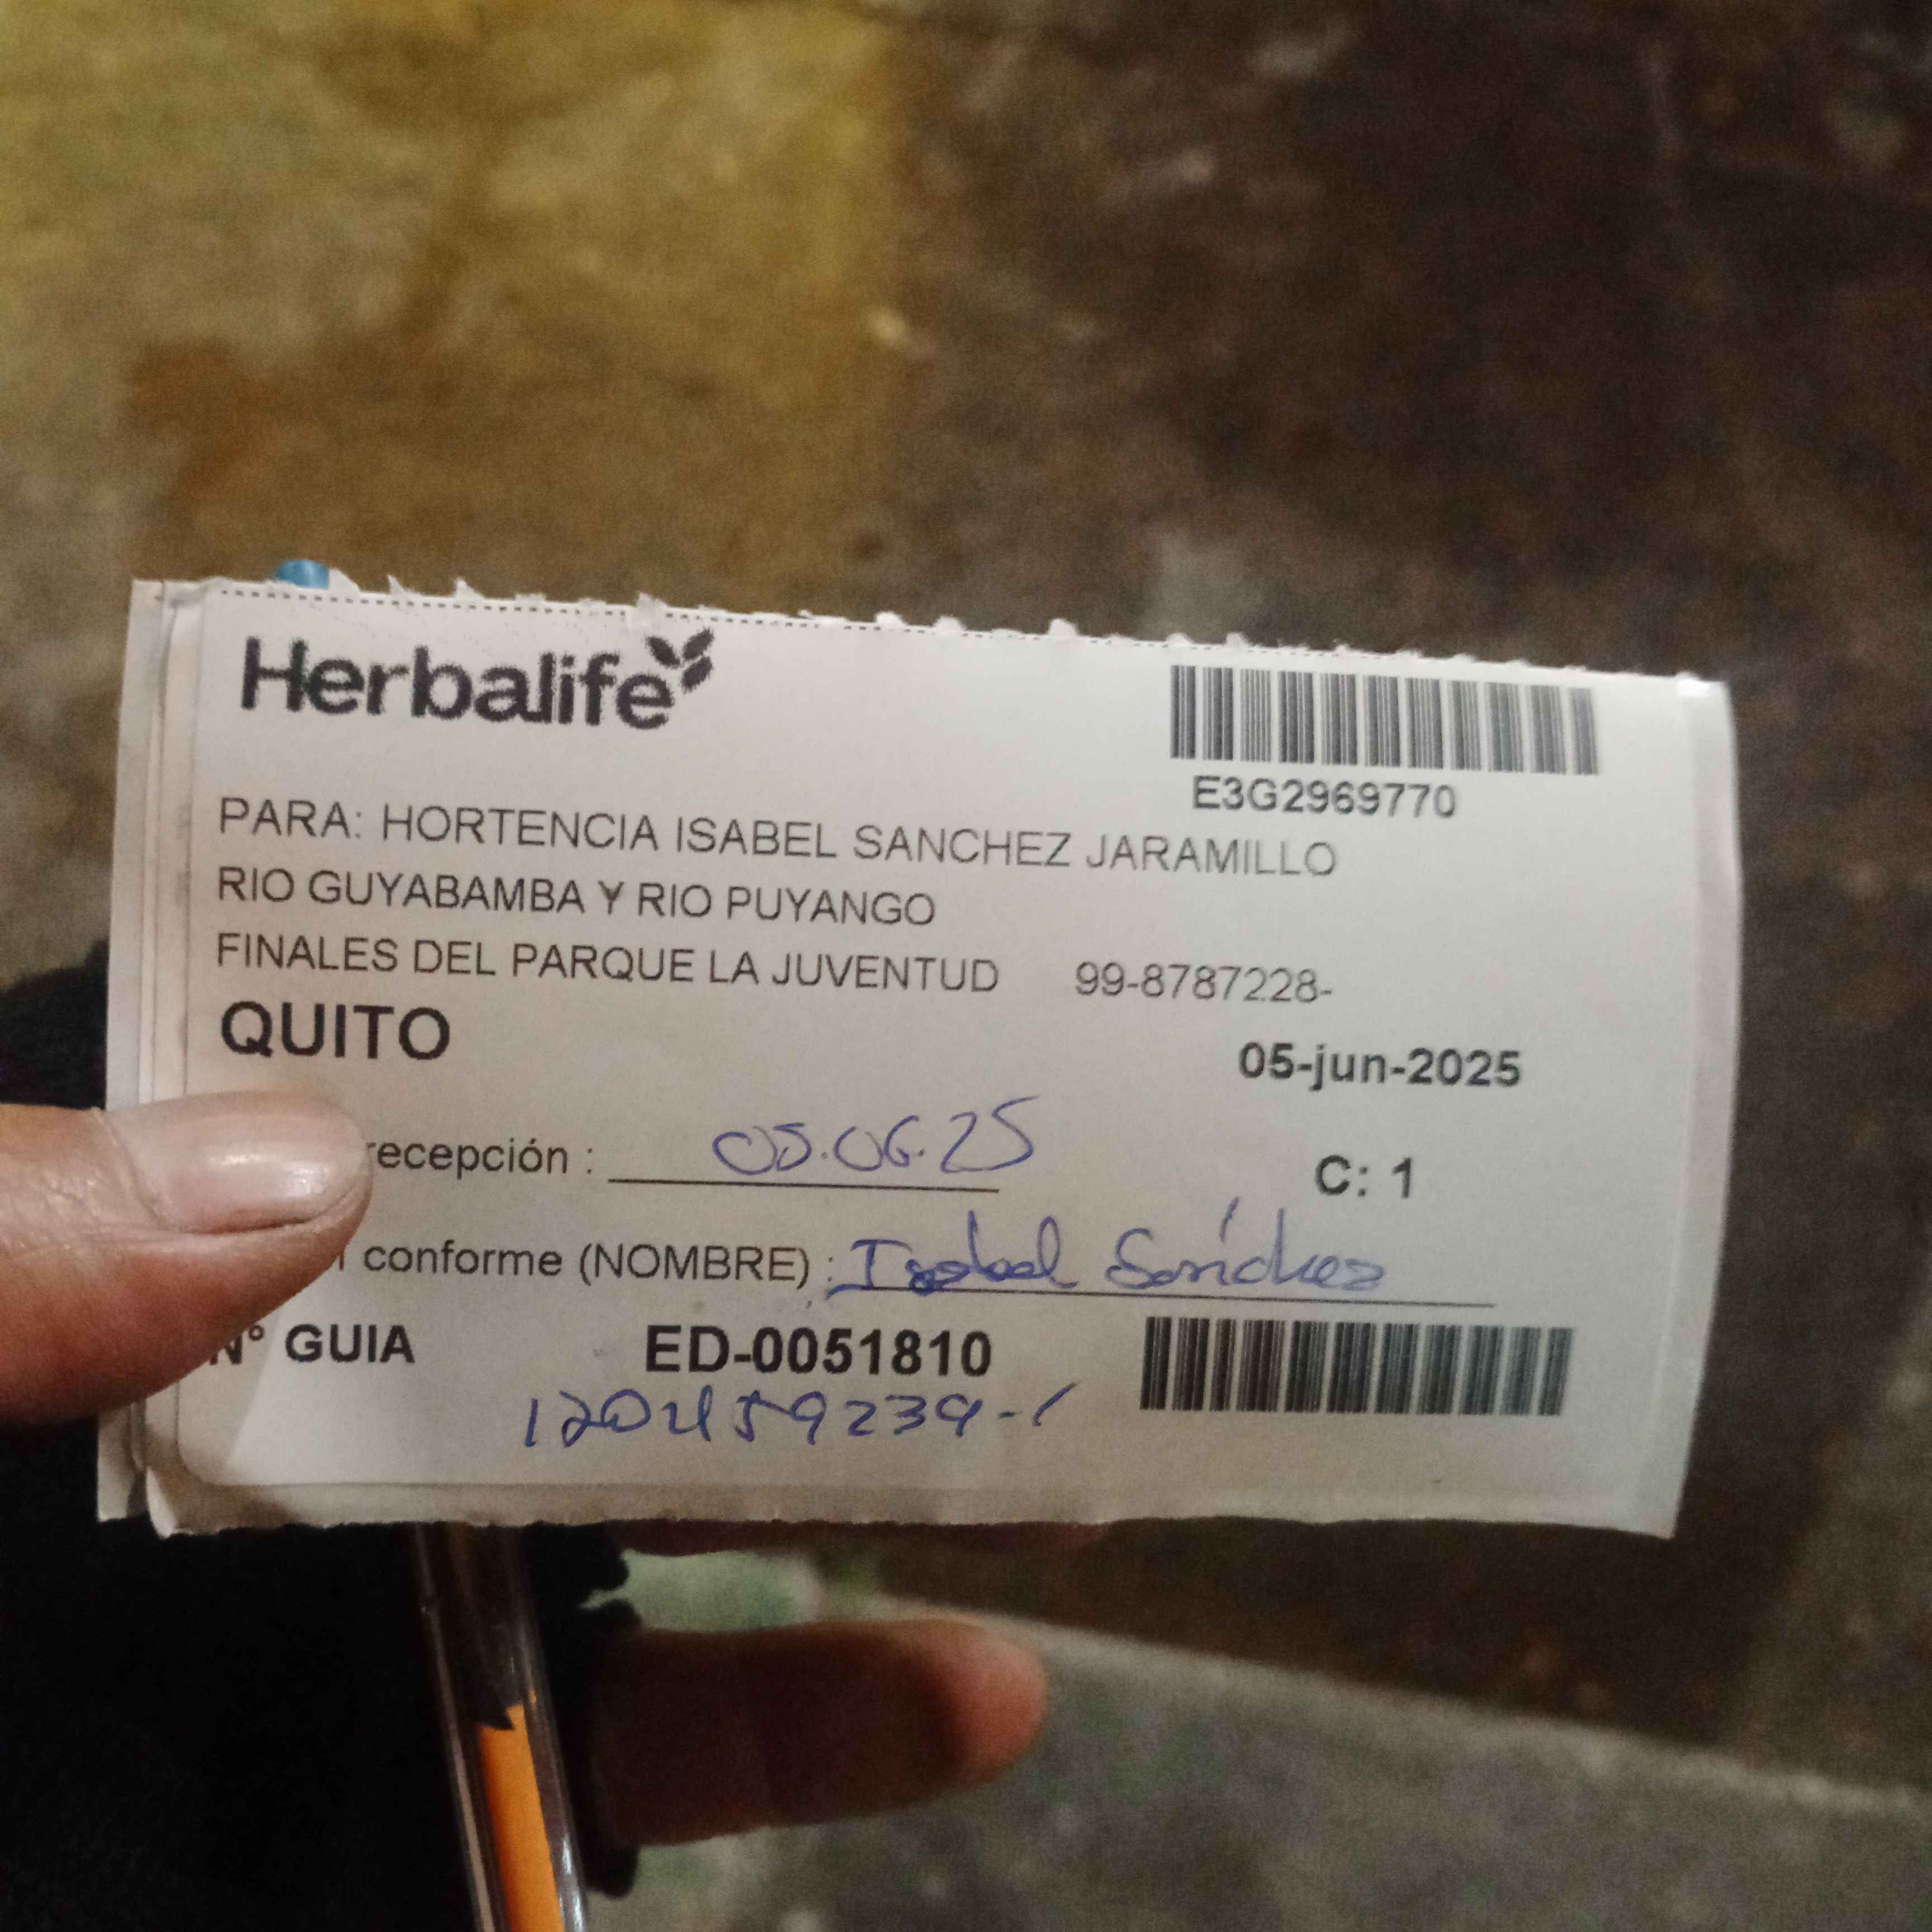 Herbalife
E3G2969770
PARA: HORTENCIA ISABEL SANCHEZ JARAMILLO
RIO GUYABAMBA Y RIO PUYANGO
FINALES DEL PARQUE LA JUVENTUD 99-8787228-
QUITO
05-jun-2025
recepción : 05.06.25
C: 1
conforme (NOMBRE) : Isabel Sánchez
N° GUIA ED-0051810
120459239-1